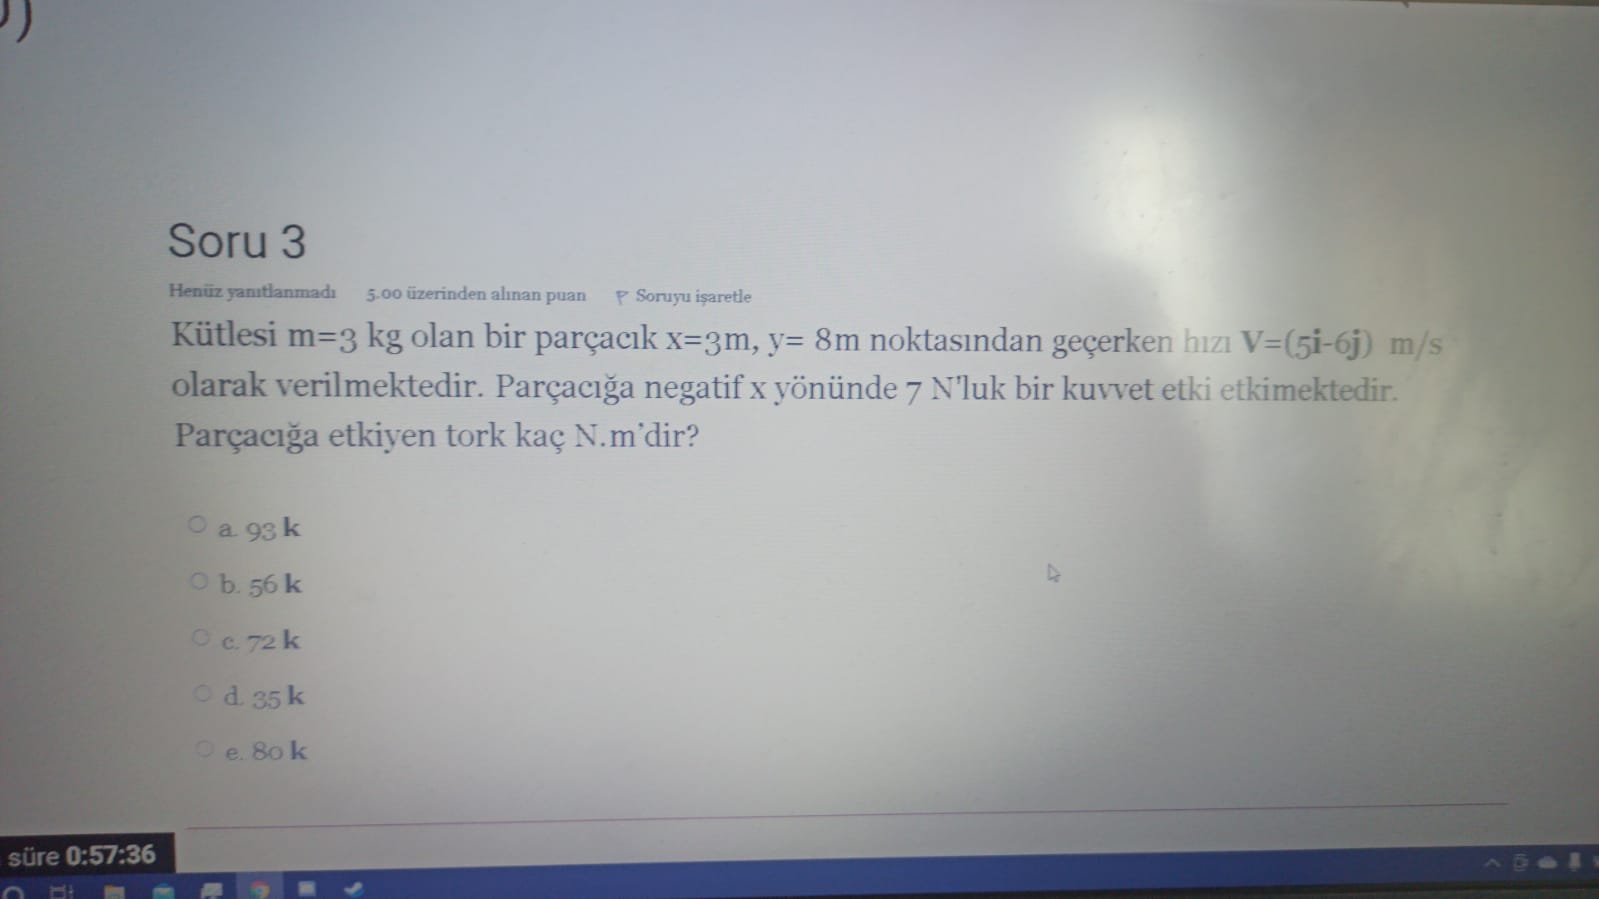 Soru 3
Henüz yanıtlanmadı 5.00 üzerinden alınan puan Soruyu işaretle
Kütlesi m=3 kg olan bir parçacık x=3m, y= 8m noktasından geçerken hızı V=(5i-6j) m/s
olarak verilmektedir. Parçacığa negatif x yönünde 7 N'luk bir kuvvet etki etkimektedir.
Parçacığa etkiyen tork kaç N.m'dir?
a. 93 k
b. 56 k
c. 72 k
d. 35 k
e. 80 k
süre 0:57:36